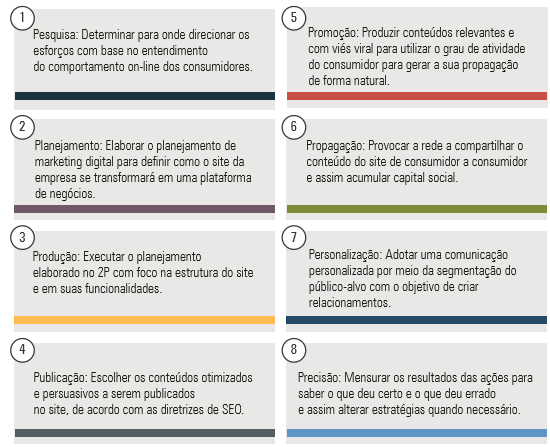 1
Pesquisa: Determinar para onde direcionar os
esforços com base no entendimento
do comportamento on-line dos consumidores.
2
Planejamento: Elaborar o planejamento de
marketing digital para definir como o site da
empresa se transformará em uma plataforma
de negócios.
3
Produção: Executar o planejamento
elaborado no 2P com foco na estrutura do site
e em suas funcionalidades.
4
Publicação: Escolher os conteúdos otimizados
e persuasivos a serem publicados
no site, de acordo com as diretrizes de SEO.
5
Promoção: Produzir conteúdos relevantes e
com viés viral para utilizar o grau de atividade
do consumidor para gerar a sua propagação
de forma natural.
6
Propagação: Provocar a rede a compartilhar o
conteúdo do site de consumidor a consumidor
e assim acumular capital social.
7
Personalização: Adotar uma comunicação
personalizada por meio da segmentação do
público-alvo com o objetivo de criar
relacionamentos.
8
Precisão: Mensurar os resultados das ações para
saber o que deu certo e o que deu errado
e assim alterar estratégias quando necessário.